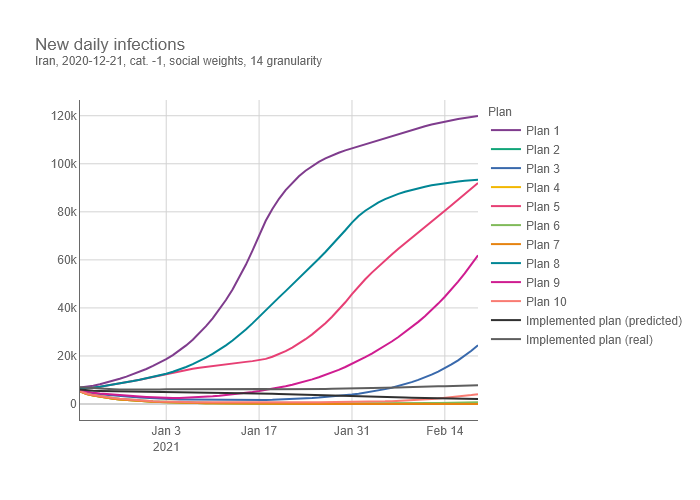 New daily infections
Iran, 2020-12-21, cat. -1, social weights, 14 granularity
120k
100k
80k
60k
40k
20k
0
Jan 3
2021
Jan 17
Jan 31
Feb 14
Plan
Plan 1
Plan 2
Plan 3
Plan 4
Plan 5
Plan 6
Plan 7
Plan 8
Plan 9
Plan 10
Implemented plan (predicted)
Implemented plan (real)